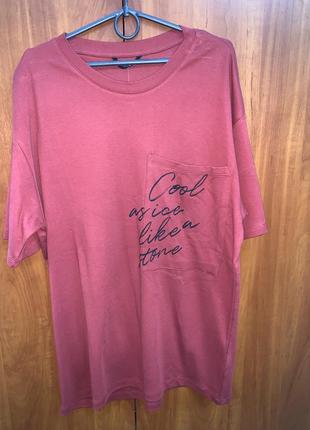 Cool
as ice
like a
stone